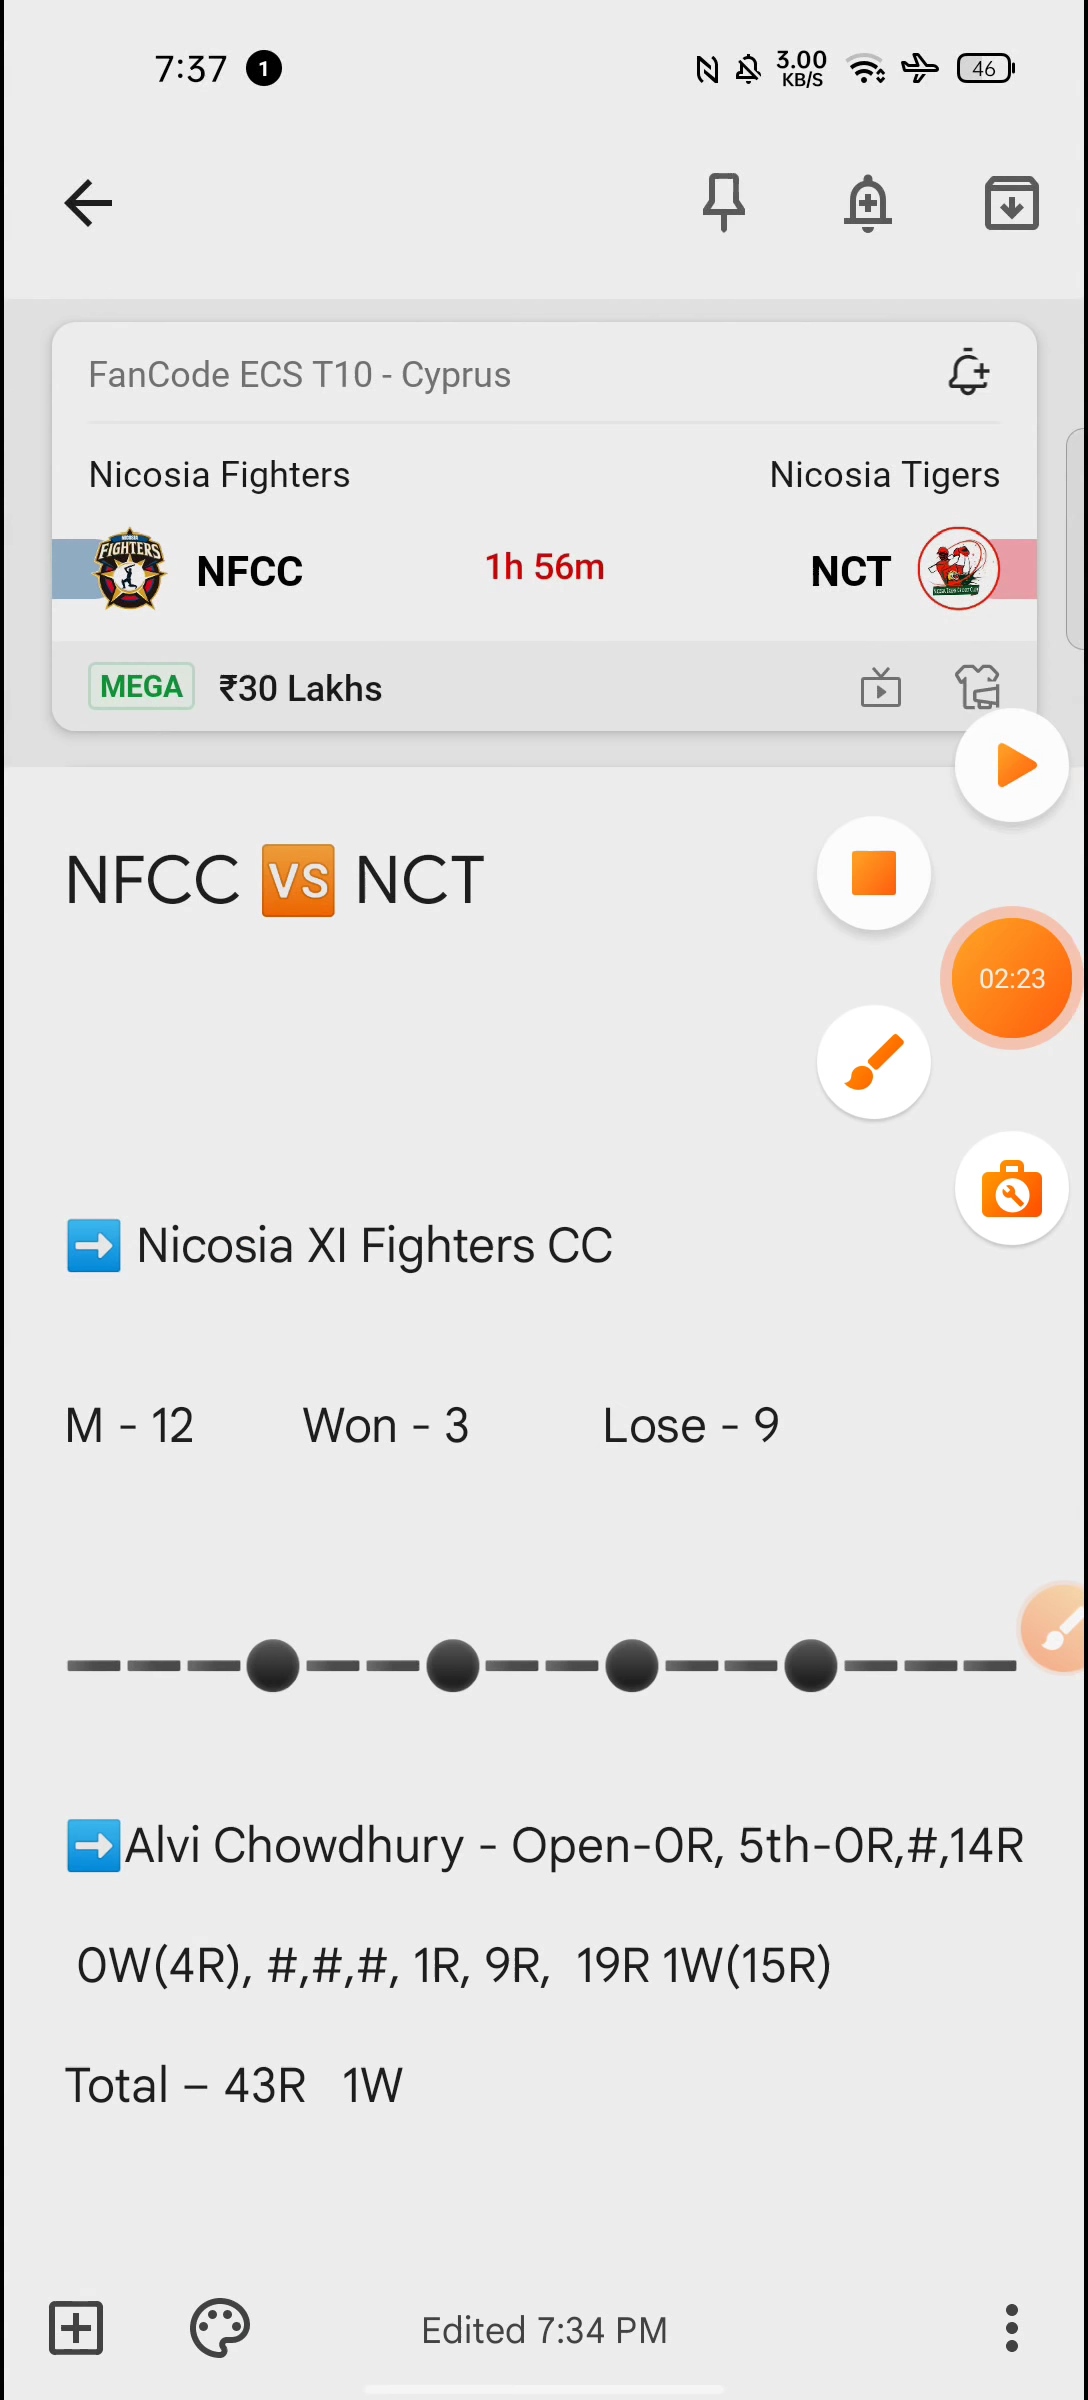 7:37 1 3.00 KB/S 46
FanCode ECS T10 - Cyprus
Nicosia Fighters Nicosia Tigers
FIGHTERS NFCC 1h 56m NCT
MEGA ₹30 Lakhs
NFCC VS NCT
02:23
Nicosia XI Fighters CC
M - 12 Won - 3 Lose - 9
Alvi Chowdhury - Open-0R, 5th-0R,#,14R
0W(4R), #,#,#, 1R, 9R, 19R 1W(15R)
Total – 43R 1W
Edited 7:34 PM